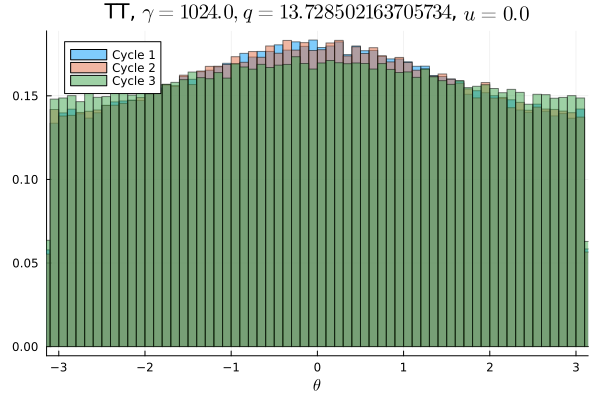 TT, γ = 1024.0, q = 13.728502163705734, u = 0.0
Cycle 1
Cycle 2
Cycle 3
0.15
0.10
0.05
0.00
−3 −2 −1 0 1 2 3
θ